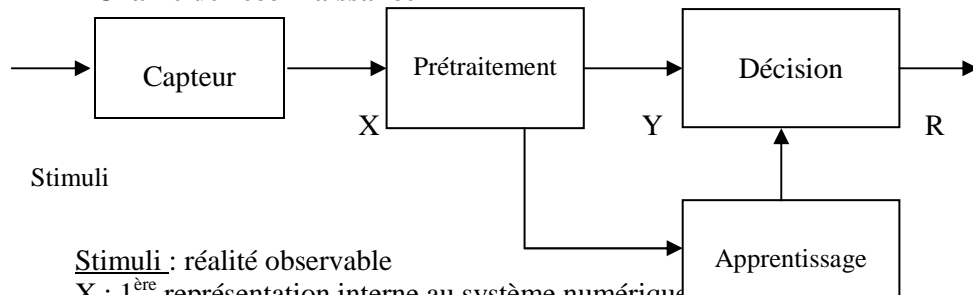 Capteur
Prétraitement
Décision
X
Y
R
Stimuli
Apprentissage
Stimuli : réalité observable
X : 1ère représentation interne au système numérique